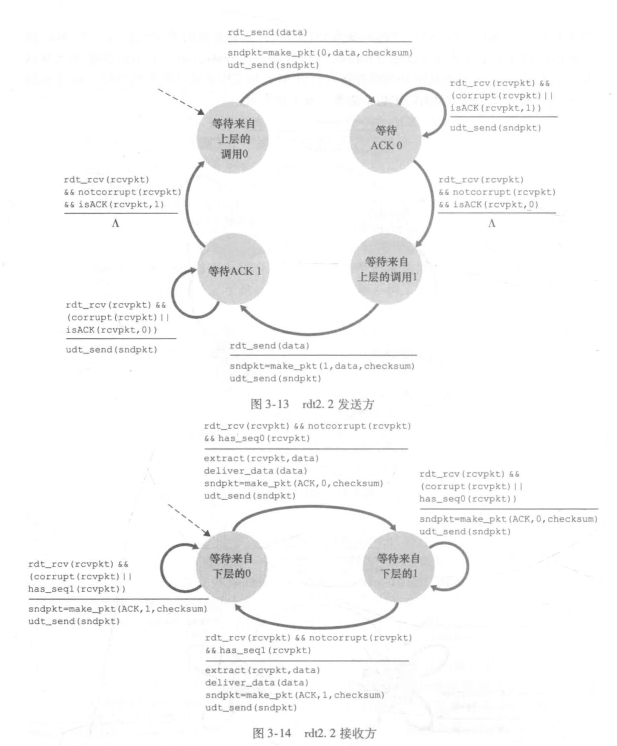 rdt_send(data)
sndpkt=make_pkt(0,data,checksum)
udt_send(sndpkt)
等待来自
上层的
调用0
等待
ACK 0
rdt_rcv(rcvpkt) &&
(corrupt(rcvpkt)||
isACK(rcvpkt,1))
udt_send(sndpkt)
rdt_rcv(rcvpkt)
&& notcorrupt(rcvpkt)
&& isACK(rcvpkt,1)
Λ
rdt_rcv(rcvpkt)
&& notcorrupt(rcvpkt)
&& isACK(rcvpkt,0)
Λ
等待ACK 1
等待来自
上层的调用1
rdt_rcv(rcvpkt) &&
(corrupt(rcvpkt)||
isACK(rcvpkt,0))
udt_send(sndpkt)
rdt_send(data)
sndpkt=make_pkt(1,data,checksum)
udt_send(sndpkt)
图 3-13 rdt2. 2 发送方
rdt_rcv(rcvpkt) && notcorrupt(rcvpkt)
&& has_seq0(rcvpkt)
extract(rcvpkt,data)
deliver_data(data)
sndpkt=make_pkt(ACK,0,checksum)
udt_send(sndpkt)
rdt_rcv(rcvpkt) &&
(corrupt(rcvpkt)||
has_seq0(rcvpkt))
sndpkt=make_pkt(ACK,0,checksum)
udt_send(sndpkt)
等待来自
下层的0
等待来自
下层的1
rdt_rcv(rcvpkt) &&
(corrupt(rcvpkt)||
has_seq1(rcvpkt))
sndpkt=make_pkt(ACK,1,checksum)
udt_send(sndpkt)
rdt_rcv(rcvpkt) && notcorrupt(rcvpkt)
&& has_seq1(rcvpkt)
extract(rcvpkt,data)
deliver_data(data)
sndpkt=make_pkt(ACK,1,checksum)
udt_send(sndpkt)
图 3-14 rdt2. 2 接收方